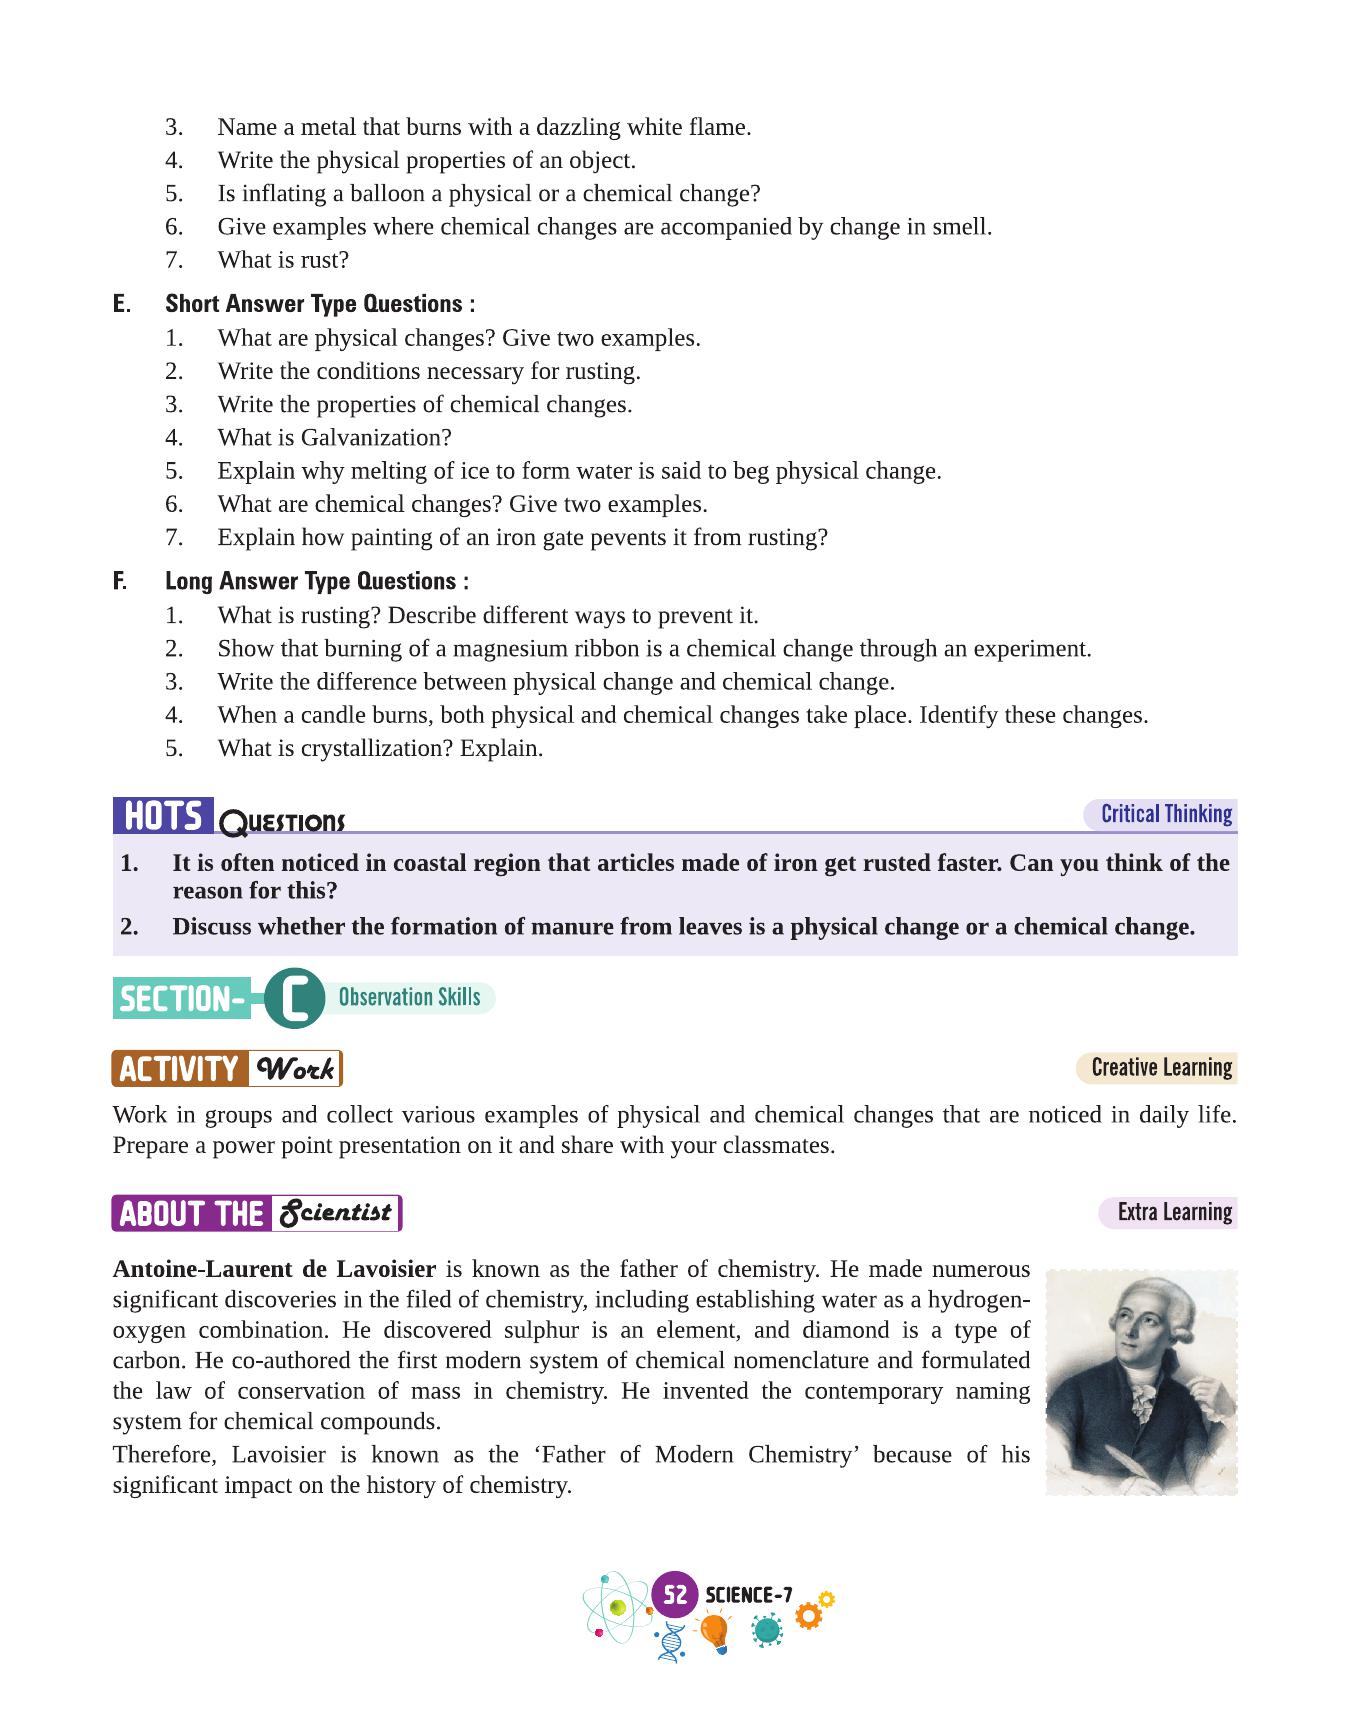 3. Name a metal that burns with a dazzling white flame.
4. Write the physical properties of an object.
5. Is inflating a balloon a physical or a chemical change?
6. Give examples where chemical changes are accompanied by change in smell.
7. What is rust?
E. Short Answer Type Questions :
1. What are physical changes? Give two examples.
2. Write the conditions necessary for rusting.
3. Write the properties of chemical changes.
4. What is Galvanization?
5. Explain why melting of ice to form water is said to beg physical change.
6. What are chemical changes? Give two examples.
7. Explain how painting of an iron gate pevents it from rusting?
F. Long Answer Type Questions :
1. What is rusting? Describe different ways to prevent it.
2. Show that burning of a magnesium ribbon is a chemical change through an experiment.
3. Write the difference between physical change and chemical change.
4. When a candle burns, both physical and chemical changes take place. Identify these changes.
5. What is crystallization? Explain.
HOTS Questions Critical Thinking
1. It is often noticed in coastal region that articles made of iron get rusted faster. Can you think of the
reason for this?
2. Discuss whether the formation of manure from leaves is a physical change or a chemical change.
SECTION- C Observation Skills
ACTIVITY Work Creative Learning
Work in groups and collect various examples of physical and chemical changes that are noticed in daily life.
Prepare a power point presentation on it and share with your classmates.
ABOUT THE Scientist Extra Learning
Antoine-Laurent de Lavoisier is known as the father of chemistry. He made numerous
significant discoveries in the filed of chemistry, including establishing water as a hydrogen-
oxygen combination. He discovered sulphur is an element, and diamond is a type of
carbon. He co-authored the first modern system of chemical nomenclature and formulated
the law of conservation of mass in chemistry. He invented the contemporary naming
system for chemical compounds.
Therefore, Lavoisier is known as the ‘Father of Modern Chemistry’ because of his
significant impact on the history of chemistry.
52 SCIENCE-7